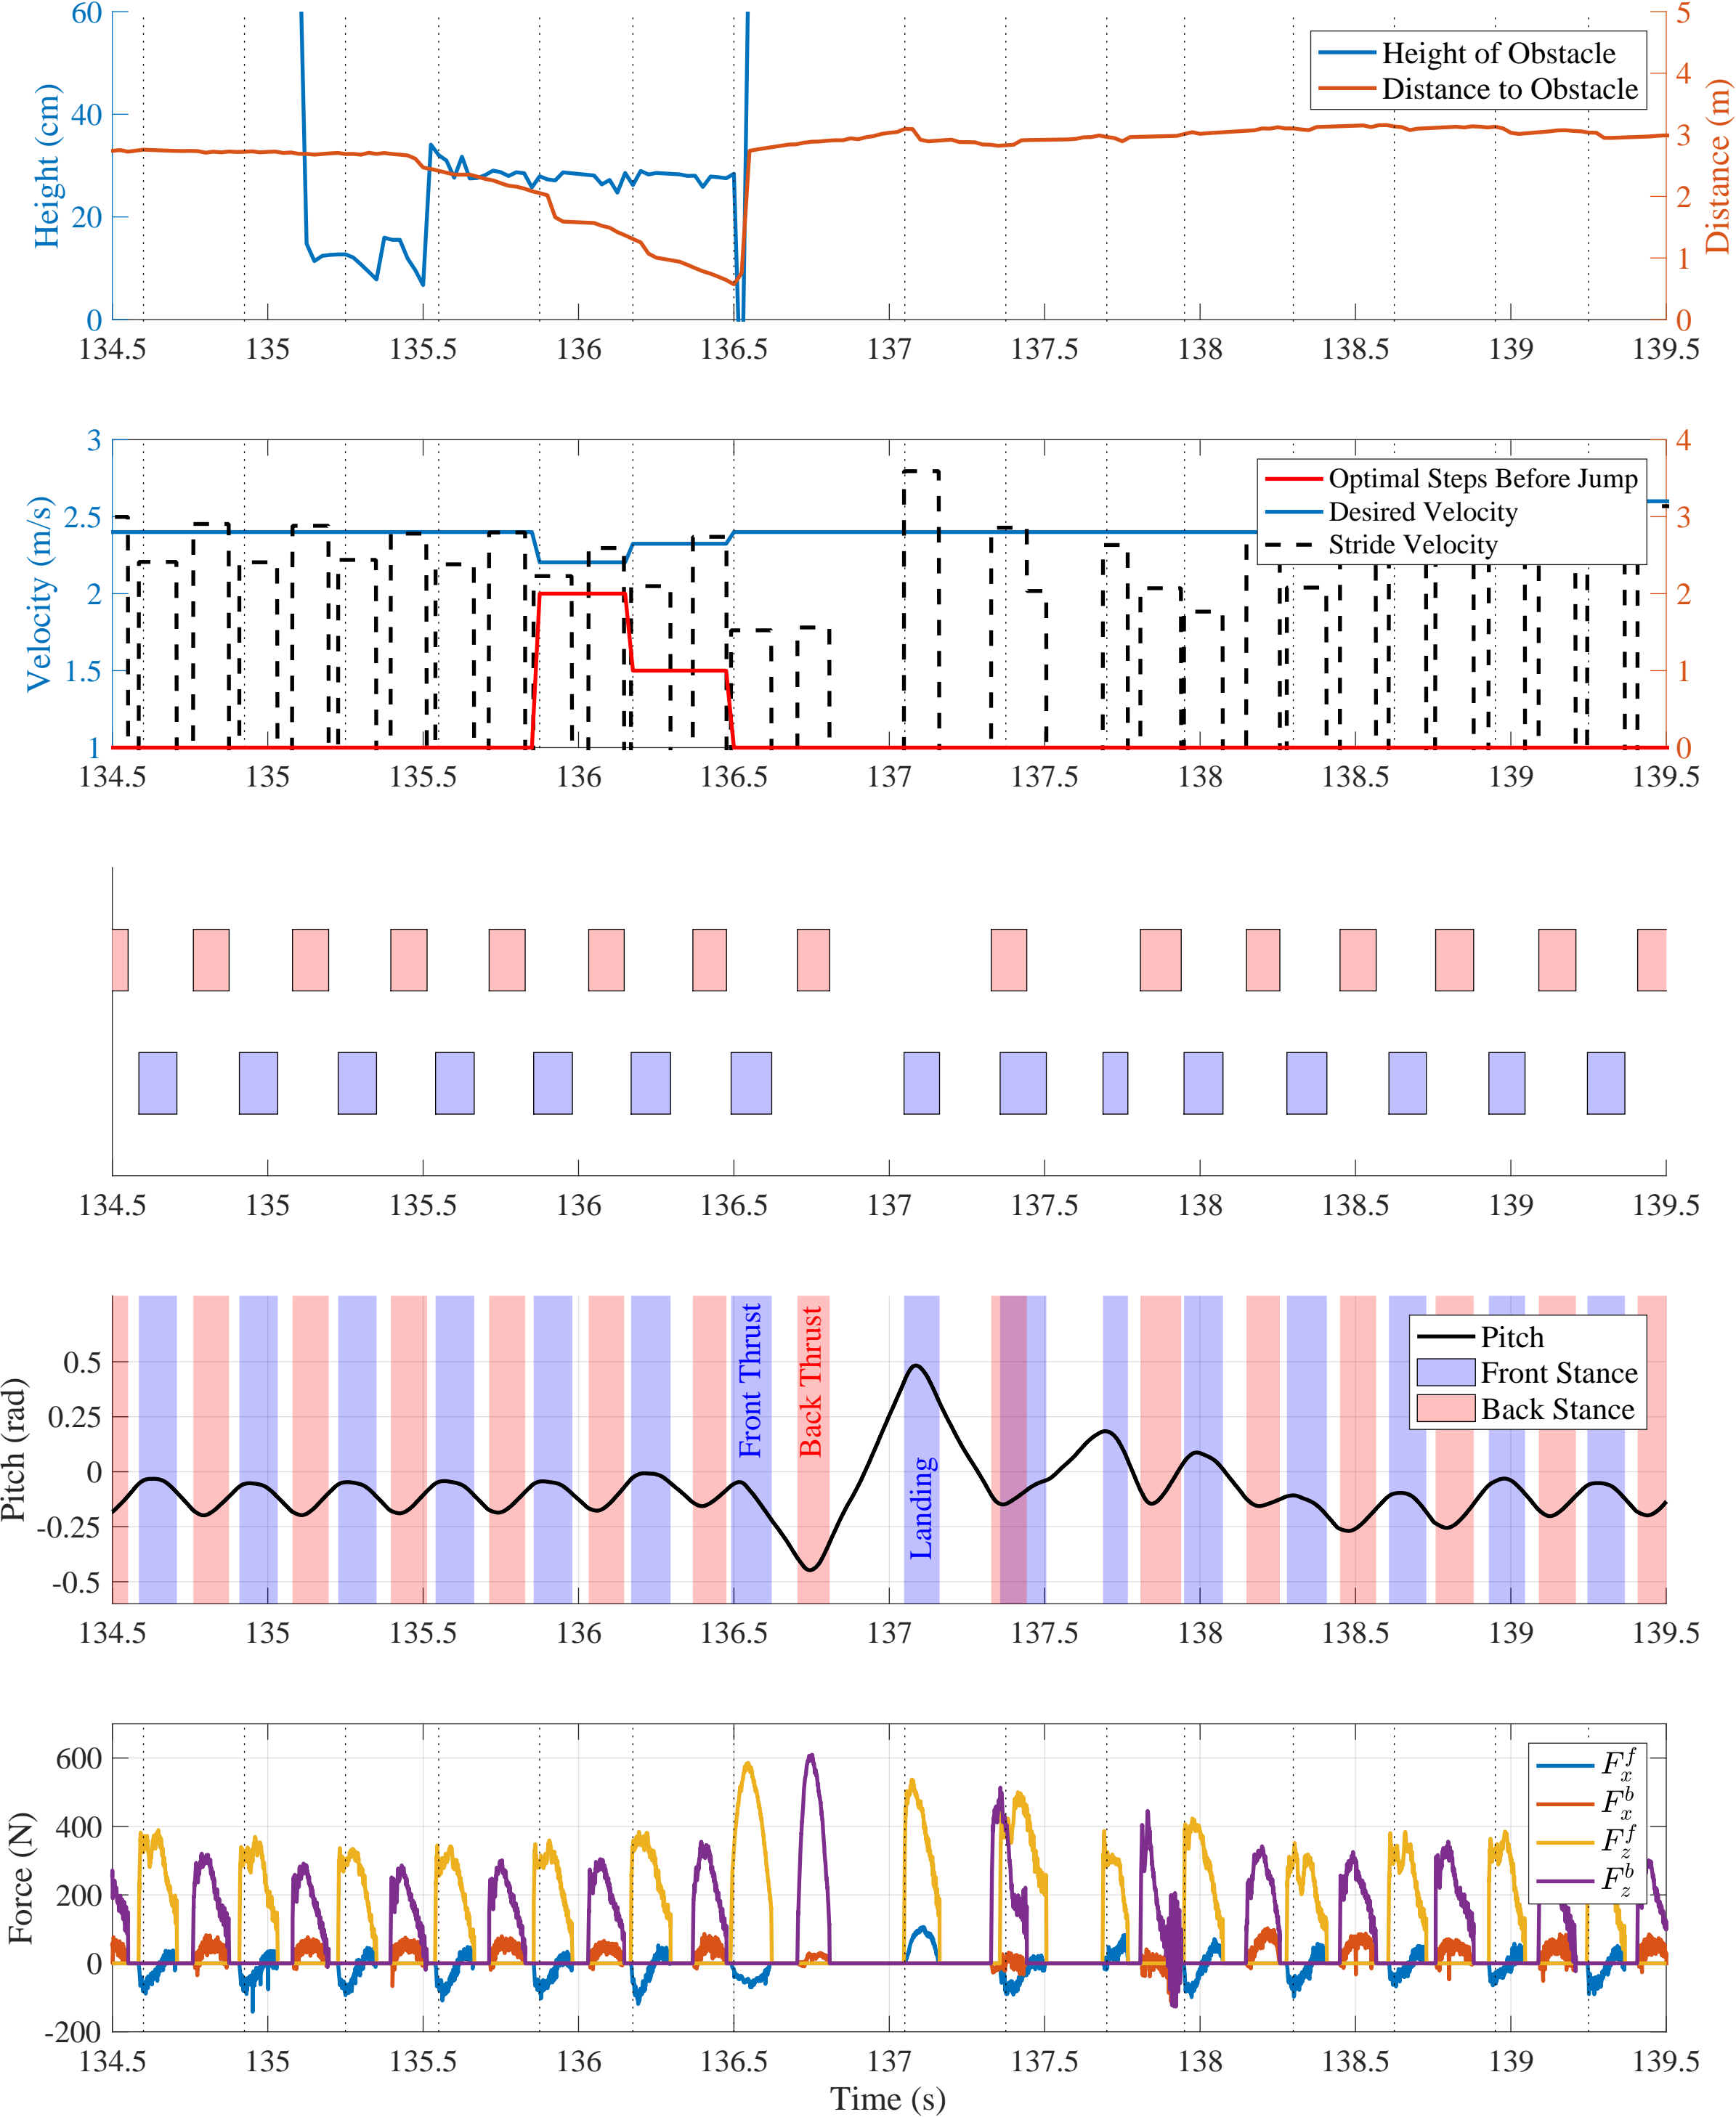 60
40
20
0
Height (cm)
5
4
3
2
1
0
Distance (m)
Height of Obstacle
Distance to Obstacle
134.5 135 135.5 136 136.5 137 137.5 138 138.5 139 139.5
3
2.5
2
1.5
1
Velocity (m/s)
4
3
2
1
0
Optimal Steps Before Jump
Desired Velocity
Stride Velocity
134.5 135 135.5 136 136.5 137 137.5 138 138.5 139 139.5
134.5 135 135.5 136 136.5 137 137.5 138 138.5 139 139.5
0.5
0.25
0
-0.25
-0.5
Pitch (rad)
Front Thrust
Back Thrust
Landing
Pitch
Front Stance
Back Stance
134.5 135 135.5 136 136.5 137 137.5 138 138.5 139 139.5
600
400
200
0
-200
Force (N)
F_x^f
F_x^b
F_z^f
F_z^b
134.5 135 135.5 136 136.5 137 137.5 138 138.5 139 139.5
Time (s)